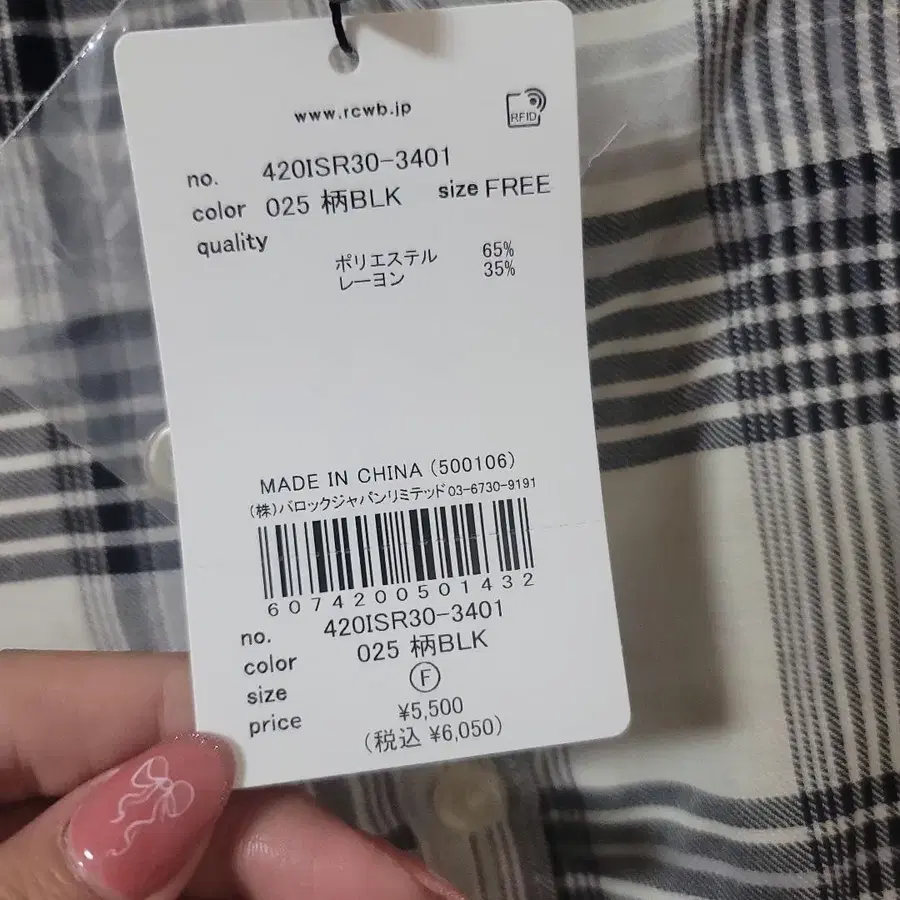 www.rcwb.jp
RFID
no. 420ISR30-3401
color 025 柄BLK size FREE
quality
ポリエステル 65%
レーヨン 35%
MADE IN CHINA (500106)
(株)バロックジャパンリミテッド 03-6730-9191
6074200501432
no. 420ISR30-3401
color 025 柄BLK
size F
price ¥5,500
(税込 ¥6,050)